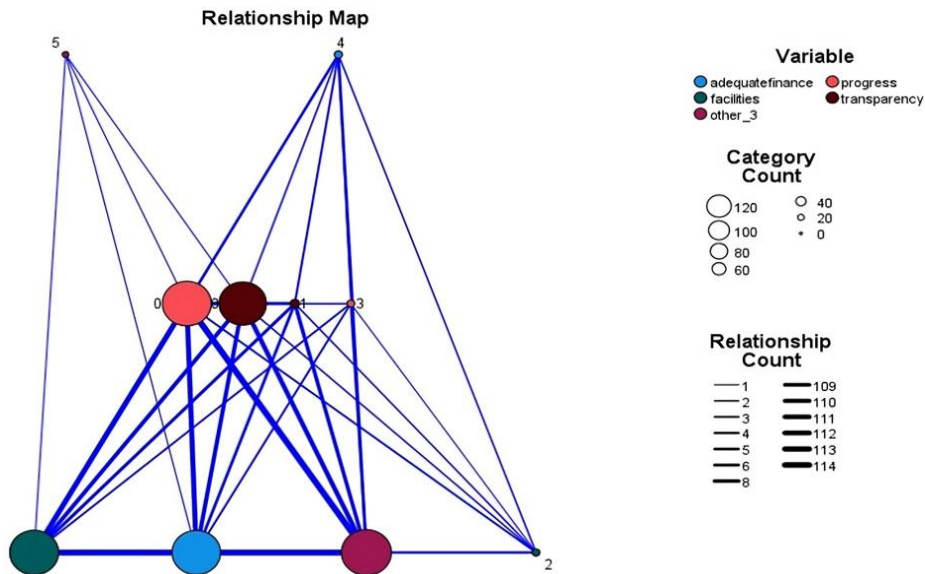 Relationship Map
5
4
0
1
3
2
Variable
adequatefinance
progress
facilities
transparency
other_3
Category
Count
120
40
100
20
80
0
60
Relationship
Count
1
109
2
110
3
111
4
112
5
113
6
114
8